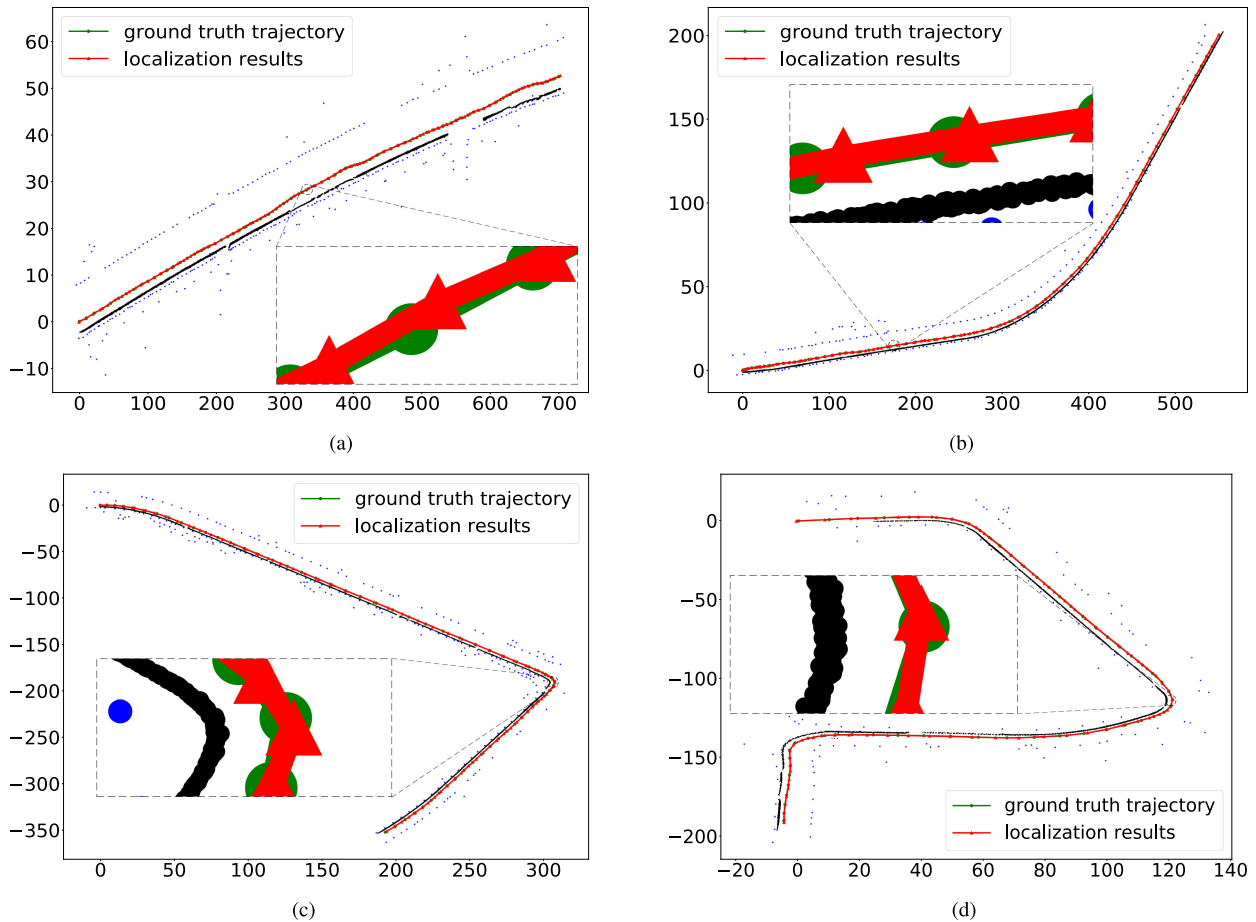 ground truth trajectory
localization results
60
50
40
30
20
10
0
−10
0 100 200 300 400 500 600 700
(a)
ground truth trajectory
localization results
200
150
100
50
0
0 100 200 300 400 500
(b)
ground truth trajectory
localization results
0
−50
−100
−150
−200
−250
−300
−350
0 50 100 150 200 250 300
(c)
0
−50
−100
−150
−200
ground truth trajectory
localization results
−20 0 20 40 60 80 100 120 140
(d)